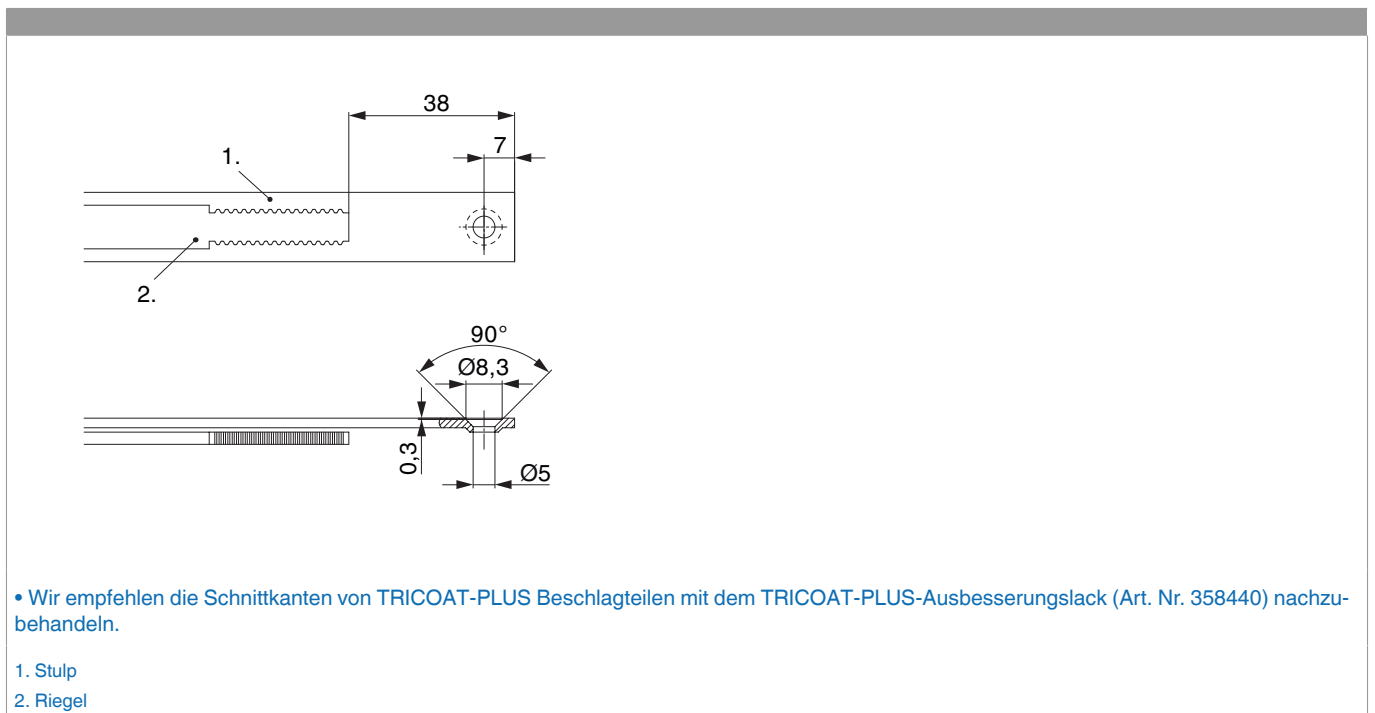 38
7
1.
2.
90°
Ø8,3
0,3
Ø5
• Wir empfehlen die Schnittkanten von TRICOAT-PLUS Beschlagteilen mit dem TRICOAT-PLUS-Ausbesserungslack (Art. Nr. 358440) nachzu-
behandeln.
1. Stulp
2. Riegel